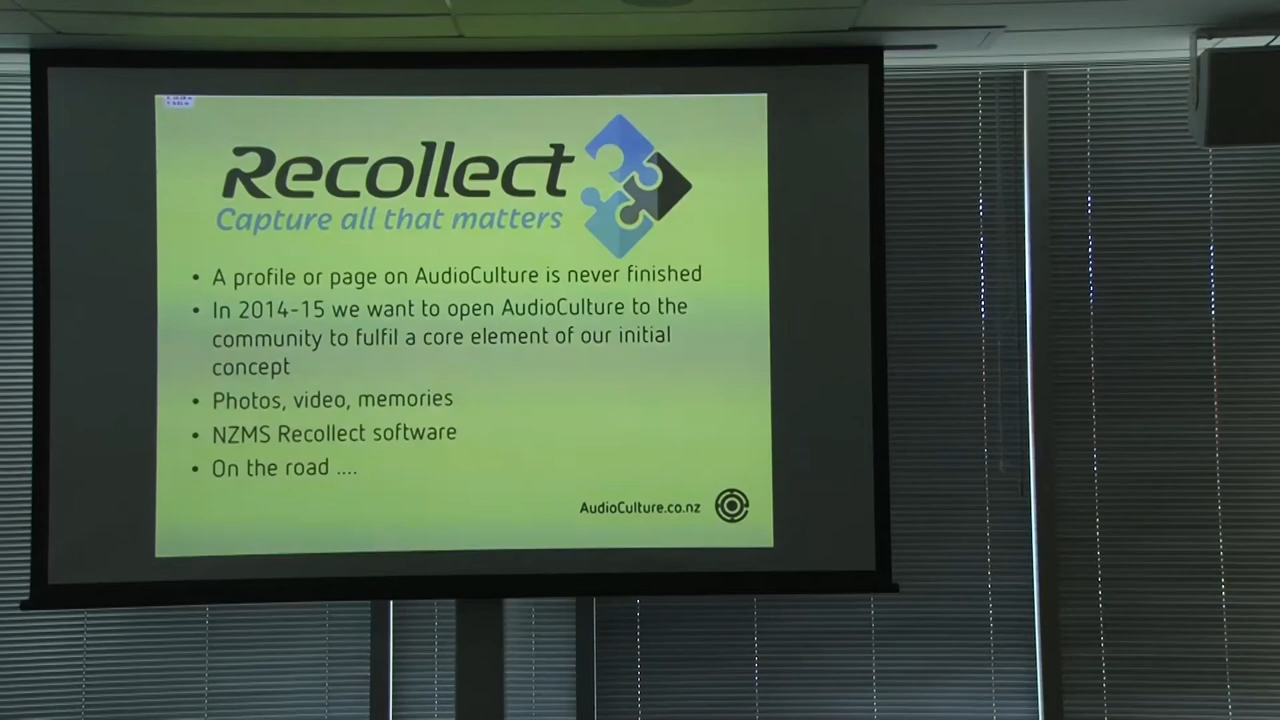 Recollect
Capture all that matters
• A profile or page on AudioCulture is never finished
• In 2014-15 we want to open AudioCulture to the
community to fulfil a core element of our initial
concept
• Photos, video, memories
• NZMS Recollect software
• On the road ....
AudioCulture.co.nz